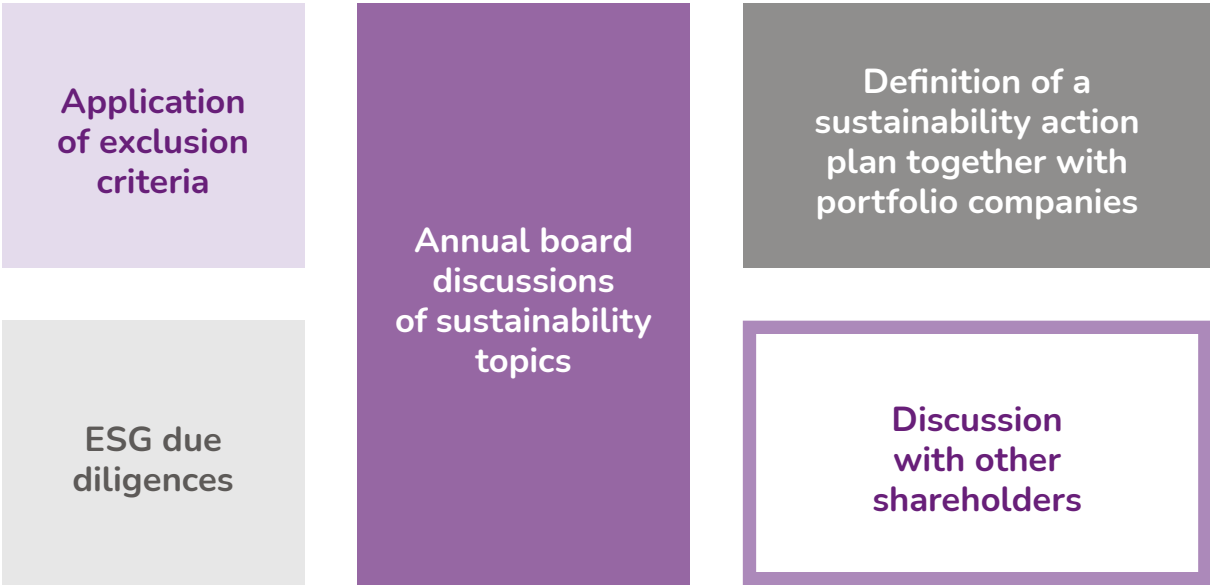 Application
of exclusion
criteria
ESG due
diligences
Annual board
discussions
of sustainability
topics
Definition of a
sustainability action
plan together with
portfolio companies
Discussion
with other
shareholders